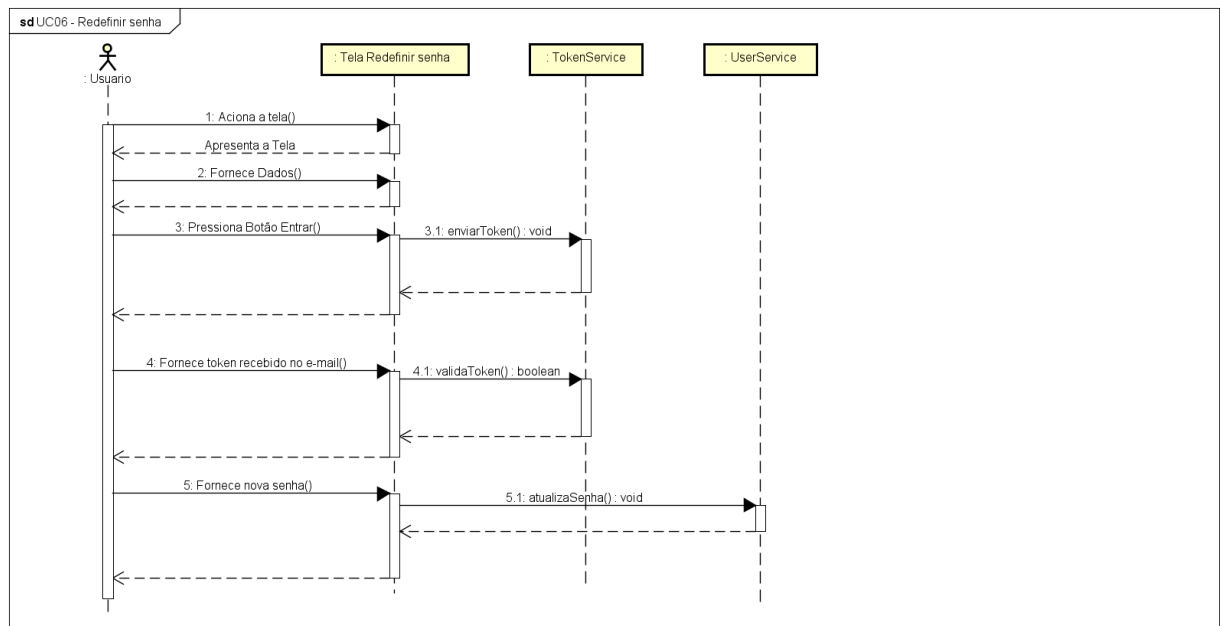 sd UC06 - Redefinir senha
: Usuario
: Tela Redefinir senha
: TokenService
: UserService
1: Aciona a tela()
Apresenta a Tela
2: Fornece Dados()
3: Pressiona Botão Entrar()
3.1: enviarToken() : void
4: Fornece token recebido no e-mail()
4.1: validaToken() : boolean
5: Fornece nova senha()
5.1: atualizaSenha() : void